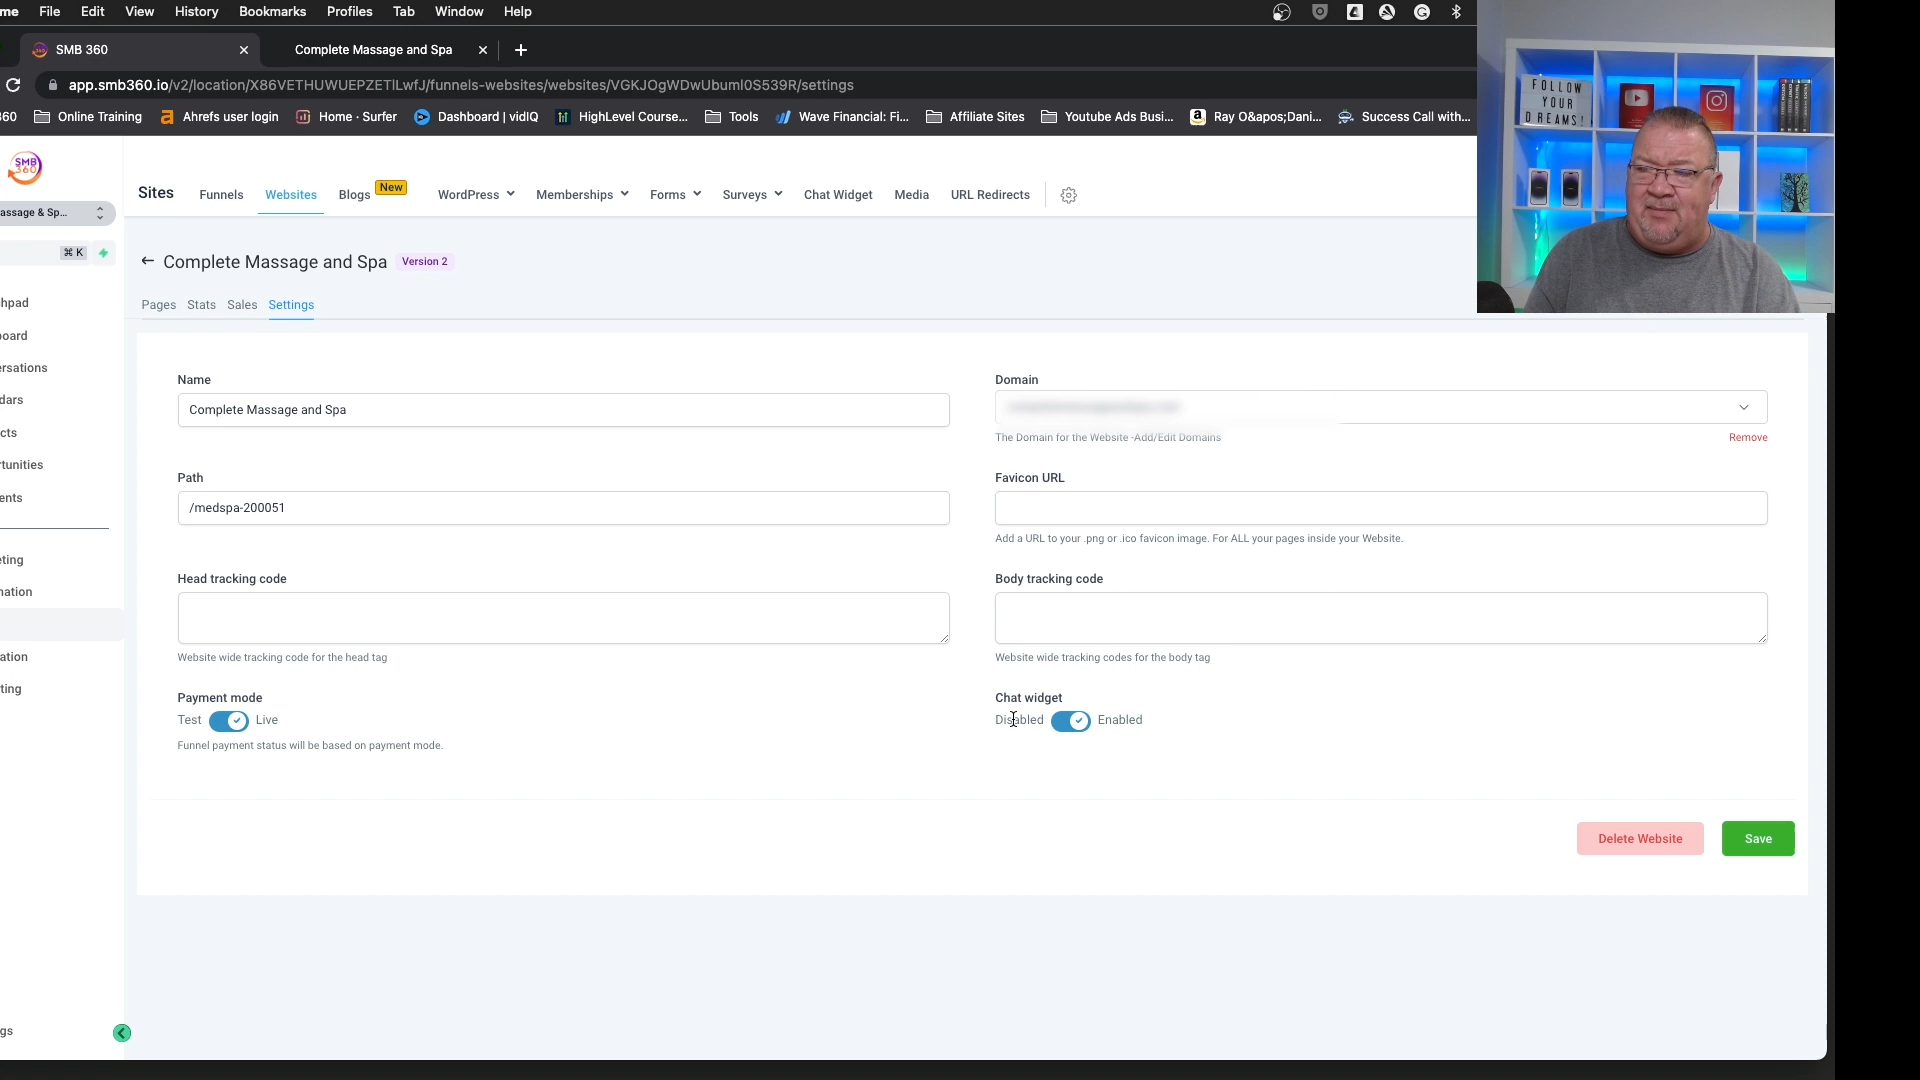 me File Edit View History Bookmarks Profiles Tab Window Help
SMB 360
Complete Massage and Spa
app.smb360.io/v2/location/X86VETHUWUEPZETlLwfJ/funnels-websites/websites/VGKJOgWDwUbuml0S539R/settings
360 Online Training Ahrefs user login Home · Surfer Dashboard | vidIQ HighLevel Course... Tools Wave Financial: Fi... Affiliate Sites Youtube Ads Busi... Ray O&apos;Dani... Success Call with...
FOLLOW
YOUR
DREAMS!
SMB
360
assage & Sp...
⌘ K
Sites Funnels Websites Blogs New WordPress Memberships Forms Surveys Chat Widget Media URL Redirects
hpad
board
ersations
dars
cts
rtunities
ents
eting
nation
ation
ting
gs
Complete Massage and Spa Version 2
Pages Stats Sales Settings
Name
Complete Massage and Spa
Domain
The Domain for the Website -Add/Edit Domains
Remove
Path
/medspa-200051
Favicon URL
Add a URL to your .png or .ico favicon image. For ALL your pages inside your Website.
Head tracking code
Website wide tracking code for the head tag
Body tracking code
Website wide tracking codes for the body tag
Payment mode
Test Live
Funnel payment status will be based on payment mode.
Chat widget
Disabled Enabled
Delete Website
Save